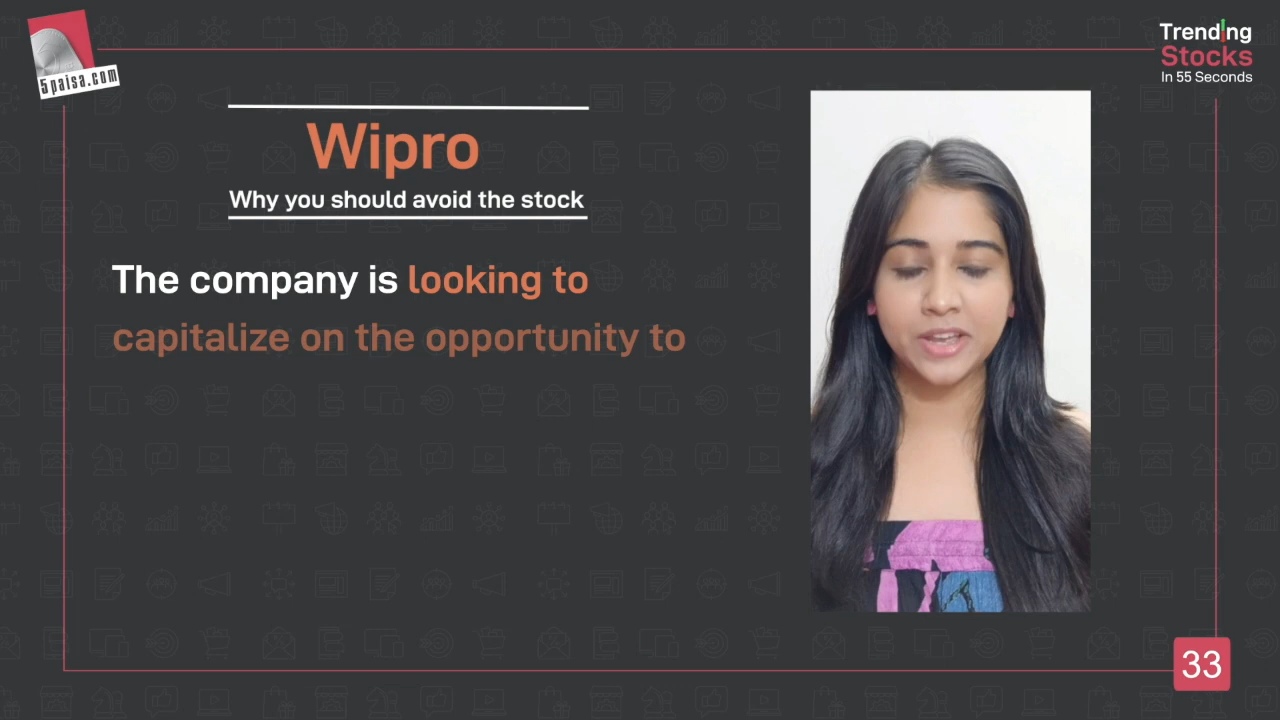 5paisa.com
Trending
Stocks
In 55 Seconds
Wipro
Why you should avoid the stock
The company is looking to
capitalize on the opportunity to
33